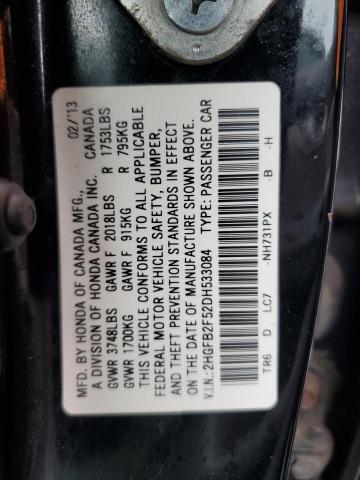 MFD. BY HONDA OF CANADA MFG., 02/'13
A DIVISION OF HONDA CANADA INC. CANADA
GVWR 3748LBS GAWR F 2018LBS R 1753LBS
GVWR 1700KG GAWR F 915KG R 795KG
THIS VEHICLE CONFORMS TO ALL APPLICABLE
FEDERAL MOTOR VEHICLE SAFETY, BUMPER,
AND THEFT PREVENTION STANDARDS IN EFFECT
ON THE DATE OF MANUFACTURE SHOWN ABOVE.
V.I.N.: 2HGFB2F52DH533084 TYPE: PASSENGER CAR
TR6 D LC7 -NH731PX -B -H